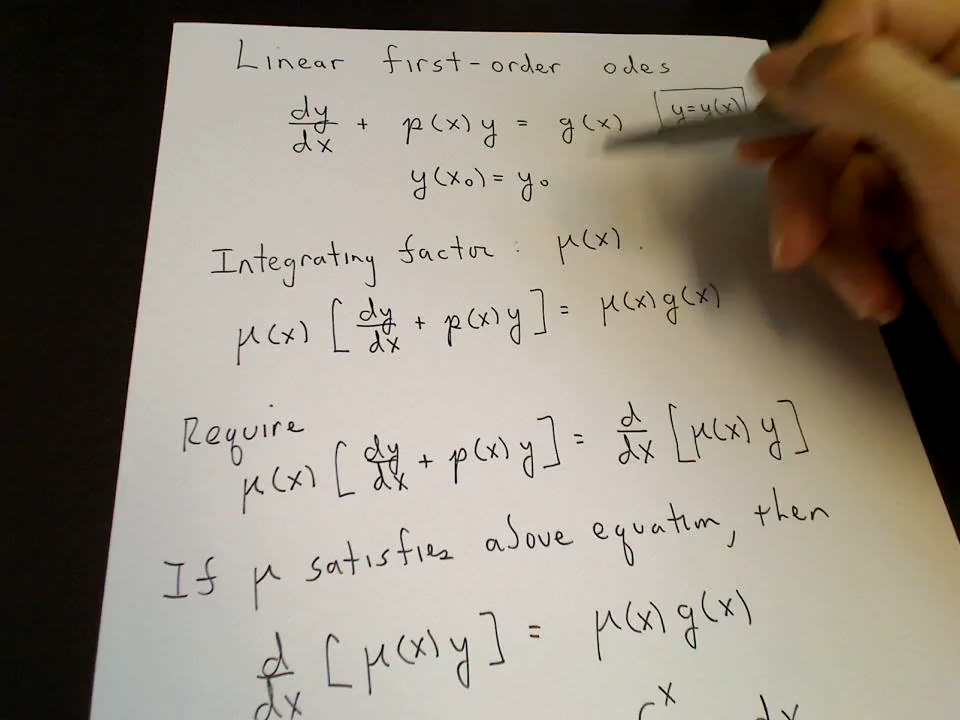 Linear first-order odes
dy/dx + p(x)y = g(x) y=y(x)
y(x₀) = y₀
Integrating factor : μ(x).
μ(x) [dy/dx + p(x)y] = μ(x)g(x)
Require
μ(x) [dy/dx + p(x)y] = d/dx [μ(x)y]
If μ satisfies above equation, then
d/dx [μ(x)y] = μ(x)g(x)